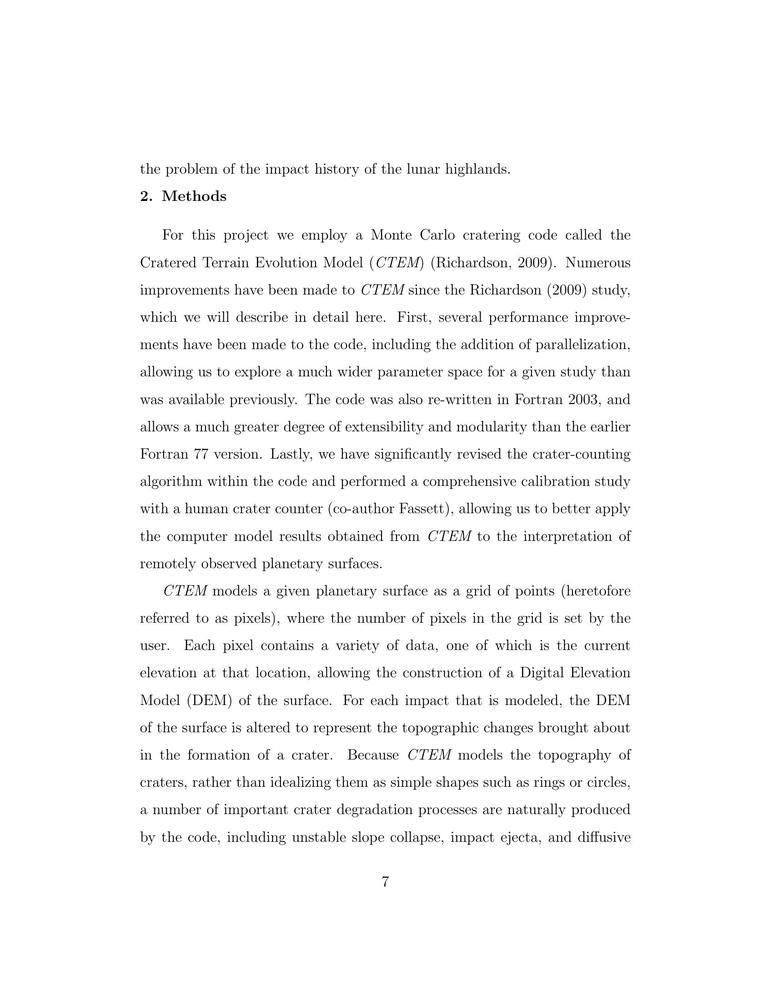 the problem of the impact history of the lunar highlands.
2. Methods
For this project we employ a Monte Carlo cratering code called the
Cratered Terrain Evolution Model (CTEM) (Richardson, 2009). Numerous
improvements have been made to CTEM since the Richardson (2009) study,
which we will describe in detail here. First, several performance improve-
ments have been made to the code, including the addition of parallelization,
allowing us to explore a much wider parameter space for a given study than
was available previously. The code was also re-written in Fortran 2003, and
allows a much greater degree of extensibility and modularity than the earlier
Fortran 77 version. Lastly, we have significantly revised the crater-counting
algorithm within the code and performed a comprehensive calibration study
with a human crater counter (co-author Fassett), allowing us to better apply
the computer model results obtained from CTEM to the interpretation of
remotely observed planetary surfaces.
CTEM models a given planetary surface as a grid of points (heretofore
referred to as pixels), where the number of pixels in the grid is set by the
user. Each pixel contains a variety of data, one of which is the current
elevation at that location, allowing the construction of a Digital Elevation
Model (DEM) of the surface. For each impact that is modeled, the DEM
of the surface is altered to represent the topographic changes brought about
in the formation of a crater. Because CTEM models the topography of
craters, rather than idealizing them as simple shapes such as rings or circles,
a number of important crater degradation processes are naturally produced
by the code, including unstable slope collapse, impact ejecta, and diffusive
7